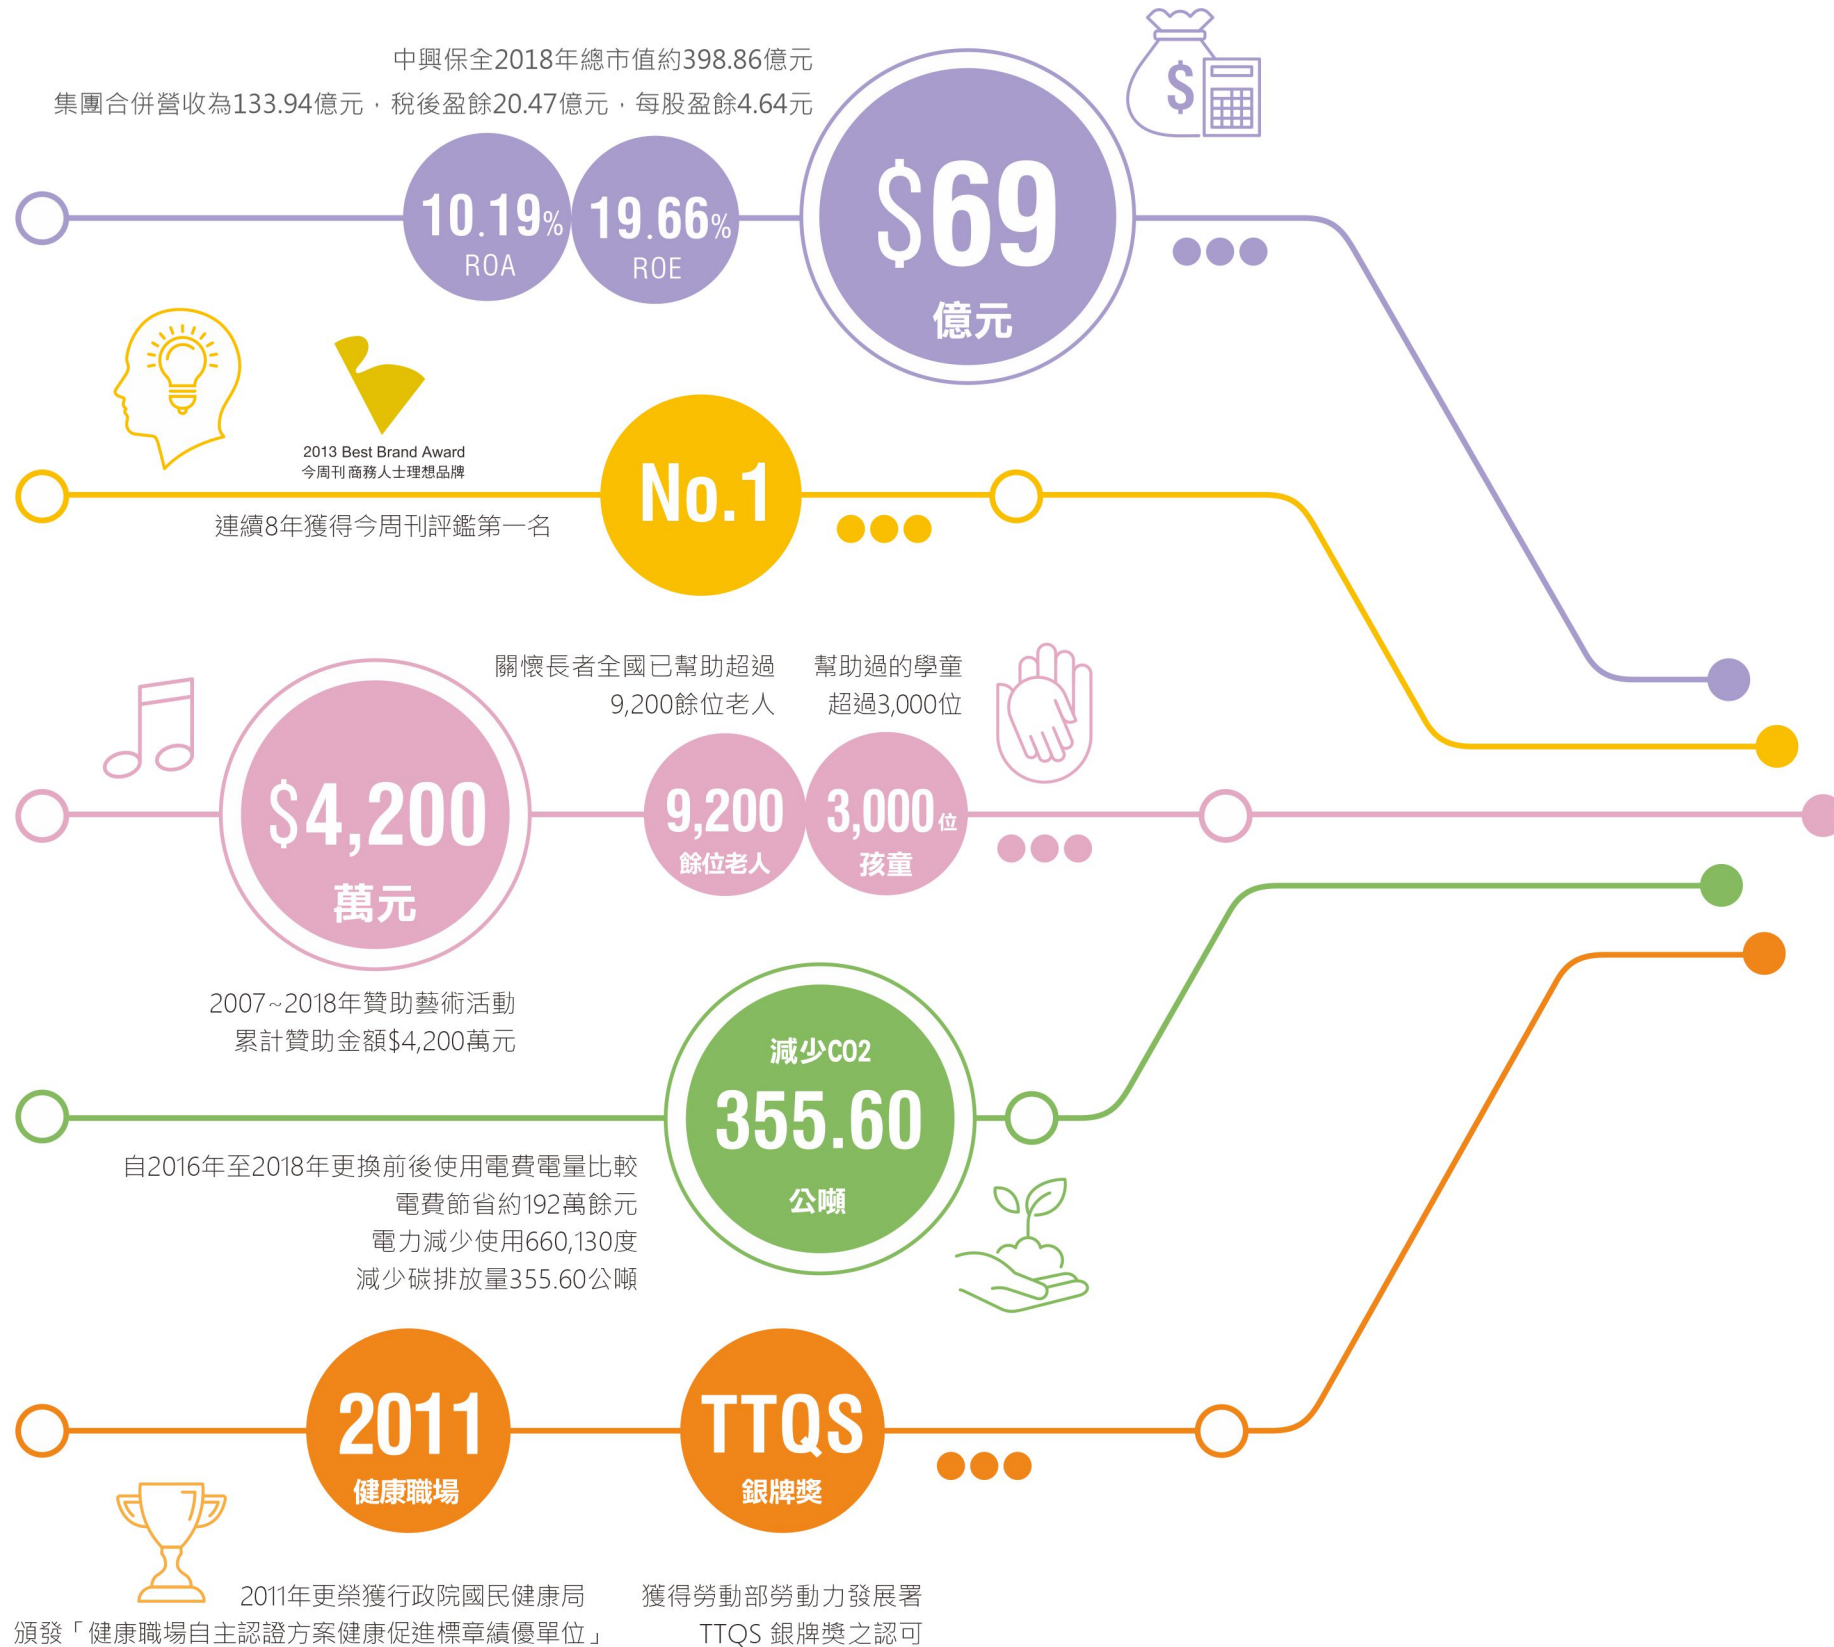 中興保全2018年總市值約398.86億元
集團合併營收為133.94億元，稅後盈餘20.47億元，每股盈餘4.64元
$
10.19%
ROA
19.66%
ROE
$69
億元
2013 Best Brand Award
今周刊商務人士理想品牌
No.1
連續8年獲得今周刊評鑑第一名
關懷長者全國已幫助超過
9,200餘位老人
幫助過的學童
超過3,000位
$4,200
萬元
9,200
餘位老人
3,000位
孩童
2007~2018年贊助藝術活動
累計贊助金額$4,200萬元
減少CO2
355.60
公噸
自2016年至2018年更換前後使用電費電量比較
電費節省約192萬餘元
電力減少使用660,130度
減少碳排放量355.60公噸
2011
健康職場
TTQS
銀牌獎
2011年更榮獲行政院國民健康局
頒發「健康職場自主認證方案健康促進標章績優單位」
獲得勞動部勞動力發展署
TTQS 銀牌獎之認可